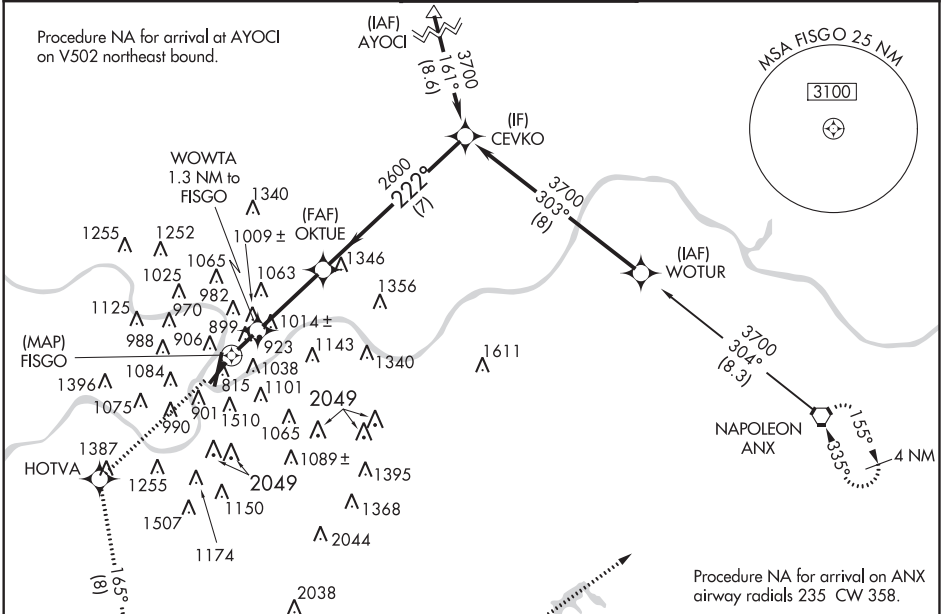 Procedure NA for arrival at AYOCI
on V502 northeast bound.
(IAF)
AYOCI
3700
161°
(8.6)
MSA FISGO 25 NM
3100
(IF)
CEVKO
WOWTA
1.3 NM to
FISGO
2600
222°
(7)
3700
303°
(8)
1340
(FAF)
OKTUE
1255
1252
1009 ±
1346
(IAF)
WOTUR
1065
1063
1025
982
1356
1125
970
899
1014 ±
(MAP)
FISGO
988
906
923
1143
1340
1611
3700
304°
(8.3)
1396
1084
815
1038
1075
990
901
1510
1101
1065
2049
NAPOLEON
ANX
155°
335°
4 NM
1387
HOTVA
1255
2049
1089 ±
1395
1507
1150
1368
1174
2044
165°
(8)
2038
Procedure NA for arrival on ANX
airway radials 235 CW 358.